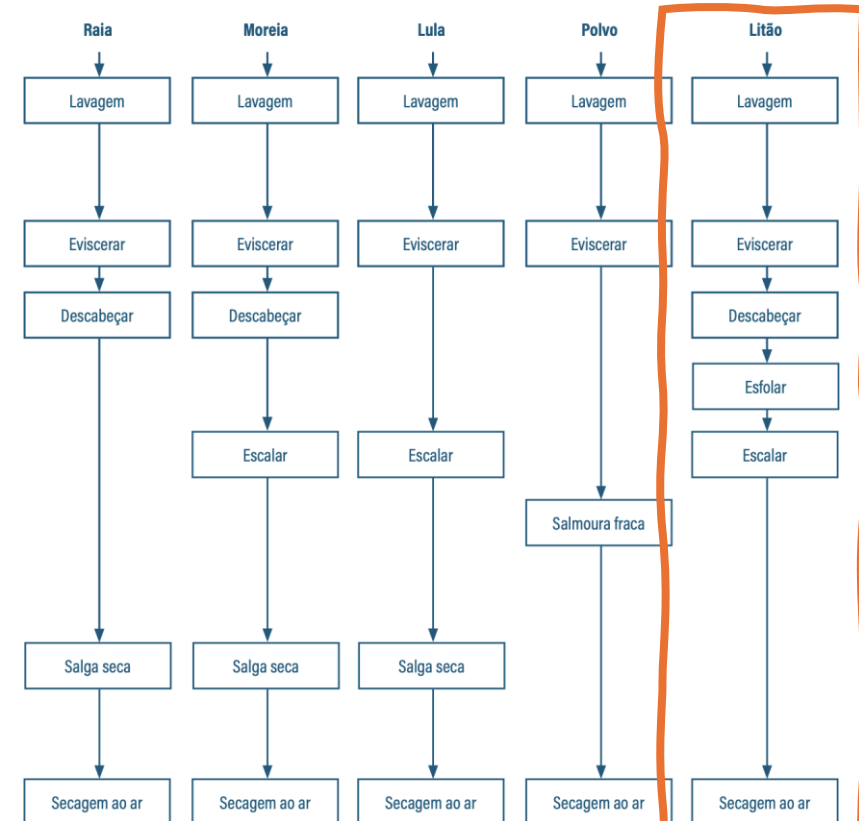 Raia Moreia Lula Polvo Litão
Lavagem Lavagem Lavagem Lavagem Lavagem
Eviscerar Eviscerar Eviscerar Eviscerar Eviscerar
Descabeçar Descabeçar Descabeçar
Esfolar
Escalar Escalar Escalar
Salmoura fraca
Salga seca Salga seca Salga seca
Secagem ao ar Secagem ao ar Secagem ao ar Secagem ao ar Secagem ao ar